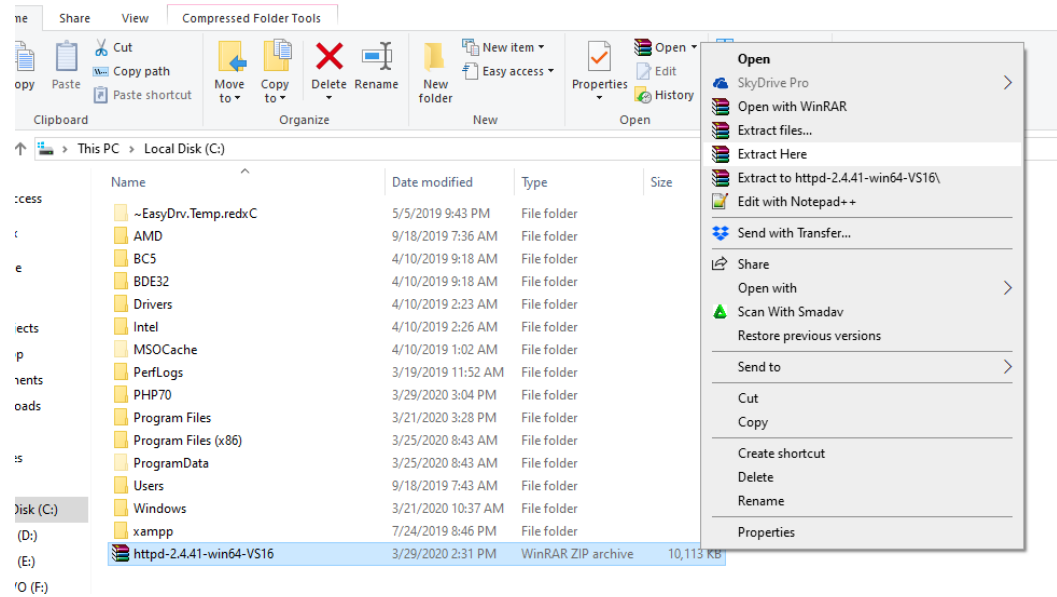 me Share View Compressed Folder Tools
Cut
Copy path
Paste shortcut
opy Paste
Move to
Copy to
Delete Rename
New folder
New item
Easy access
Properties
Open
Edit
History
Clipboard Organize New Open
This PC > Local Disk (C:)
Name Date modified Type Size
~EasyDrv.Temp.redxC 5/5/2019 9:43 PM File folder
AMD 9/18/2019 7:36 AM File folder
BC5 4/10/2019 9:18 AM File folder
BDE32 4/10/2019 9:18 AM File folder
Drivers 4/10/2019 2:23 AM File folder
Intel 4/10/2019 2:26 AM File folder
MSOCache 4/10/2019 1:02 AM File folder
PerfLogs 3/19/2019 11:52 AM File folder
PHP70 3/29/2020 3:04 PM File folder
Program Files 3/21/2020 3:28 PM File folder
Program Files (x86) 3/25/2020 8:43 AM File folder
ProgramData 3/25/2020 8:43 AM File folder
Users 9/18/2019 7:43 AM File folder
Windows 3/21/2020 10:37 AM File folder
xampp 7/24/2019 8:46 PM File folder
httpd-2.4.41-win64-VS16 3/29/2020 2:31 PM WinRAR ZIP archive 10,113 KB
ccess
e
jects
op
ments
oads
es
Disk (C:)
(D:)
(E:)
/O (F:)
Open
SkyDrive Pro
Open with WinRAR
Extract files...
Extract Here
Extract to httpd-2.4.41-win64-VS16\
Edit with Notepad++
Send with Transfer...
Share
Open with
Scan With Smadav
Restore previous versions
Send to
Cut
Copy
Create shortcut
Delete
Rename
Properties